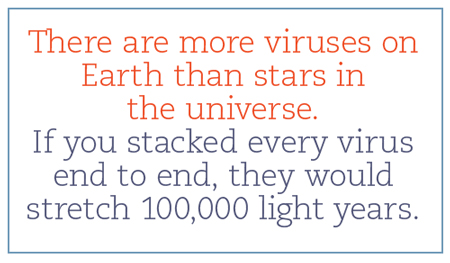 There are more viruses on
Earth than stars in
the universe.
If you stacked every virus
end to end, they would
stretch 100,000 light years.